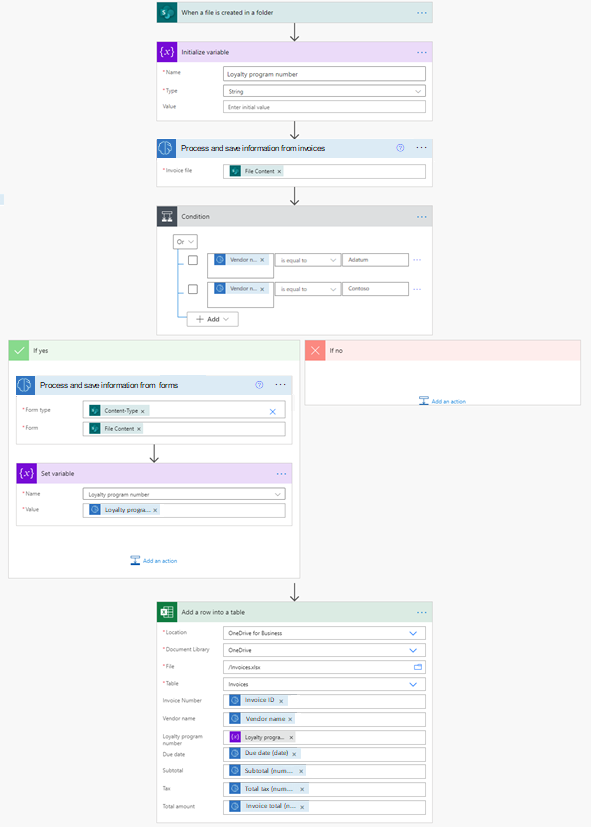 When a file is created in a folder
Initialize variable
* Name
Loyalty program number
* Type
String
Value
Enter initial value
Process and save information from invoices
* Invoice file
File Content ×
Condition
Or
Vendor n... ×
is equal to
Adatum
Vendor n... ×
is equal to
Contoso
+ Add
If yes
If no
Add an action
Process and save information from forms
* Form type
Content-Type ×
* Form
File Content ×
Set variable
* Name
Loyalty program number
* Value
Loyalty progra... ×
Add an action
Add a row into a table
* Location
OneDrive for Business
* Document Library
OneDrive
* File
/Invoices.xlsx
* Table
Invoices
Invoice Number
Invoice ID ×
Vendor name
Vendor name ×
Loyalty program
number
Loyalty progra... ×
Due date
Due date (date) ×
Subtotal
Subtotal (num... ×
Tax
Total tax (num... ×
Total amount
Invoice total (n... ×